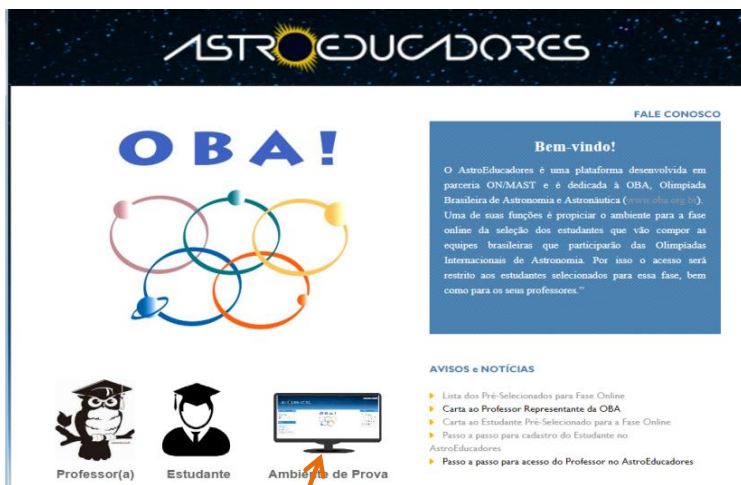 ASTROEDUCADORES
FALE CONOSCO
OBA!
Bem-vindo!
O AstroEducadores é uma plataforma desenvolvida em
parceria ON/MAST e é dedicada à OBA, Olimpíada
Brasileira de Astronomia e Astronáutica (www.oba.org.br).
Uma de suas funções é propiciar o ambiente para a fase
online da seleção dos estudantes que vão compor as
equipes brasileiras que participarão das Olimpíadas
Internacionais de Astronomia. Por isso o acesso será
restrito aos estudantes selecionados para essa fase, bem
como para os seus professores."
AVISOS e NOTÍCIAS
Lista dos Pré-Selecionados para Fase Online
Carta ao Professor Representante da OBA
Carta ao Estudante Pré-Selecionado para a Fase Online
Passo a passo para cadastro do Estudante no
AstroEducadores
Passo a passo para acesso do Professor no AstroEducadores
Professor(a)
Estudante
Ambiente de Prova